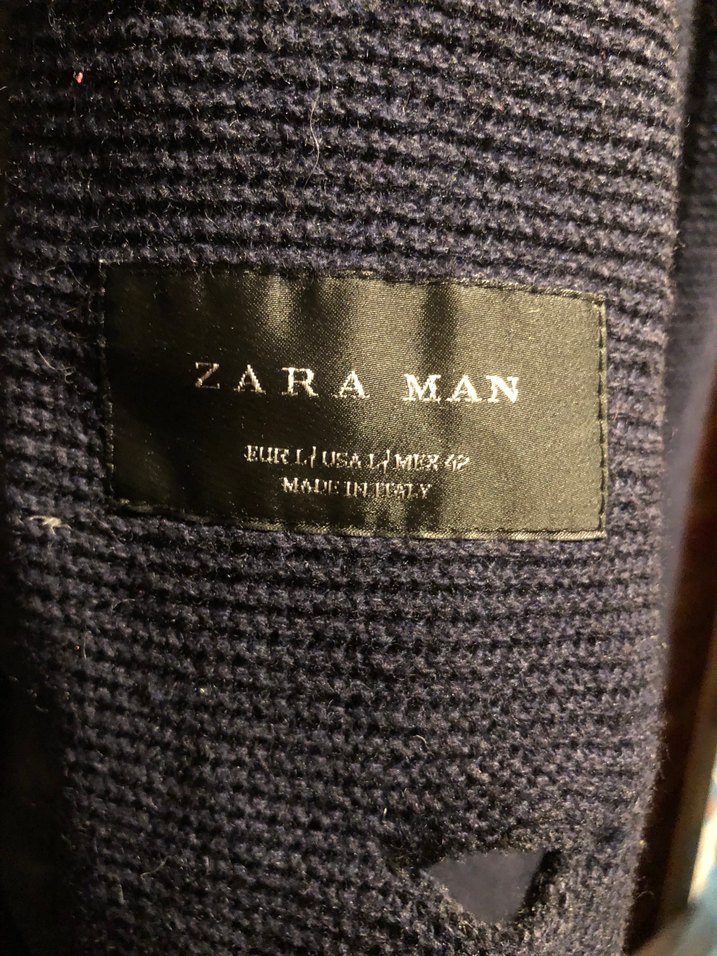 ZARA MAN
EUR L/ USA L/ MEX 42
MADE IN ITALY